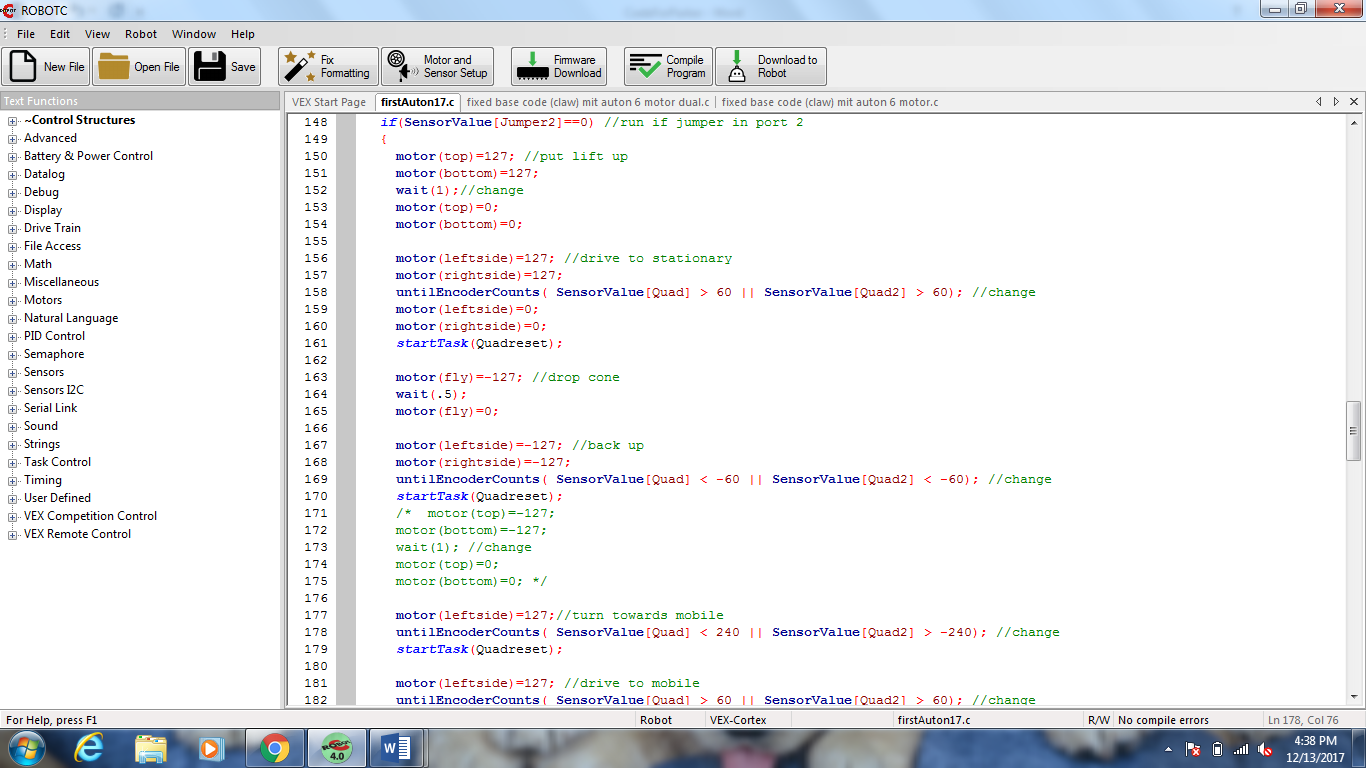 ROBOTC
File Edit View Robot Window Help
New File Open File Save Fix Formatting Motor and Sensor Setup Firmware Download Compile Program Download to Robot
Text Functions
~Control Structures
Advanced
Battery & Power Control
Datalog
Debug
Display
Drive Train
File Access
Math
Miscellaneous
Motors
Natural Language
PID Control
Semaphore
Sensors
Sensors I2C
Serial Link
Sound
Strings
Task Control
Timing
User Defined
VEX Competition Control
VEX Remote Control
VEX Start Page firstAuton17.c fixed base code (claw) mit auton 6 motor dual.c fixed base code (claw) mit auton 6 motor.c
148 if(SensorValue[Jumper2]==0) //run if jumper in port 2
149 {
150 motor(top)=127; //put lift up
151 motor(bottom)=127;
152 wait(1);//change
153 motor(top)=0;
154 motor(bottom)=0;
155
156 motor(leftside)=127; //drive to stationary
157 motor(rightside)=127;
158 untilEncoderCounts( SensorValue[Quad] > 60 || SensorValue[Quad2] > 60); //change
159 motor(leftside)=0;
160 motor(rightside)=0;
161 startTask(Quadreset);
162
163 motor(fly)=-127; //drop cone
164 wait(.5);
165 motor(fly)=0;
166
167 motor(leftside)=-127; //back up
168 motor(rightside)=-127;
169 untilEncoderCounts( SensorValue[Quad] < -60 || SensorValue[Quad2] < -60); //change
170 startTask(Quadreset);
171 /* motor(top)=-127;
172 motor(bottom)=-127;
173 wait(1); //change
174 motor(top)=0;
175 motor(bottom)=0; */
176
177 motor(leftside)=127;//turn towards mobile
178 untilEncoderCounts( SensorValue[Quad] < 240 || SensorValue[Quad2] > -240); //change
179 startTask(Quadreset);
180
181 motor(leftside)=127; //drive to mobile
182 untilEncoderCounts( SensorValue[Quad] > 60 || SensorValue[Quad2] > 60); //change
For Help, press F1 Robot VEX-Cortex firstAuton17.c R/W No compile errors Ln 178, Col 76
4.0
4:38 PM
12/13/2017